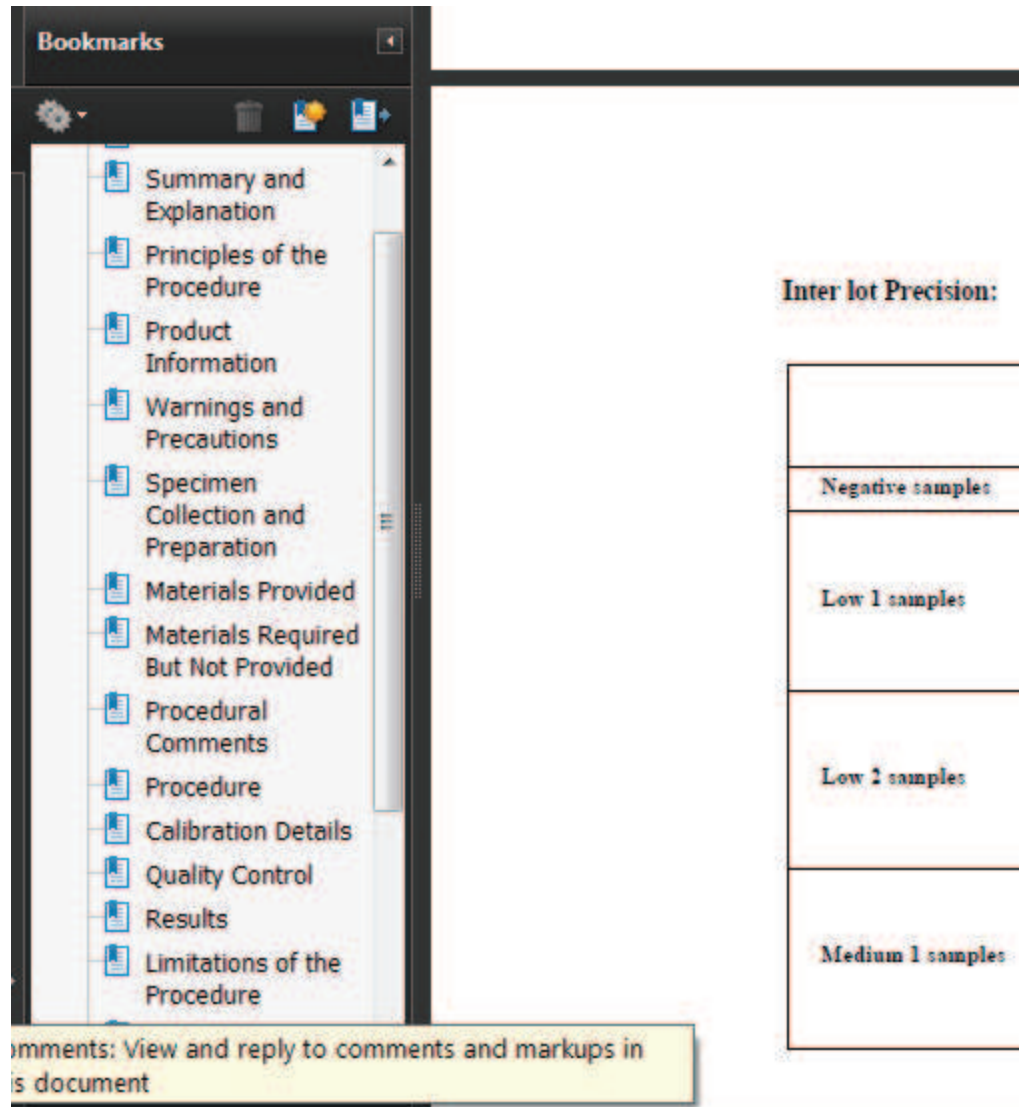 Bookmarks
Summary and
Explanation
Principles of the
Procedure
Product
Information
Warnings and
Precautions
Specimen
Collection and
Preparation
Materials Provided
Materials Required
But Not Provided
Procedural
Comments
Procedure
Calibration Details
Quality Control
Results
Limitations of the
Procedure
omments: View and reply to comments and markups in
is document
Inter lot Precision:
Negative samples
Low 1 samples
Low 2 samples
Medium 1 samples